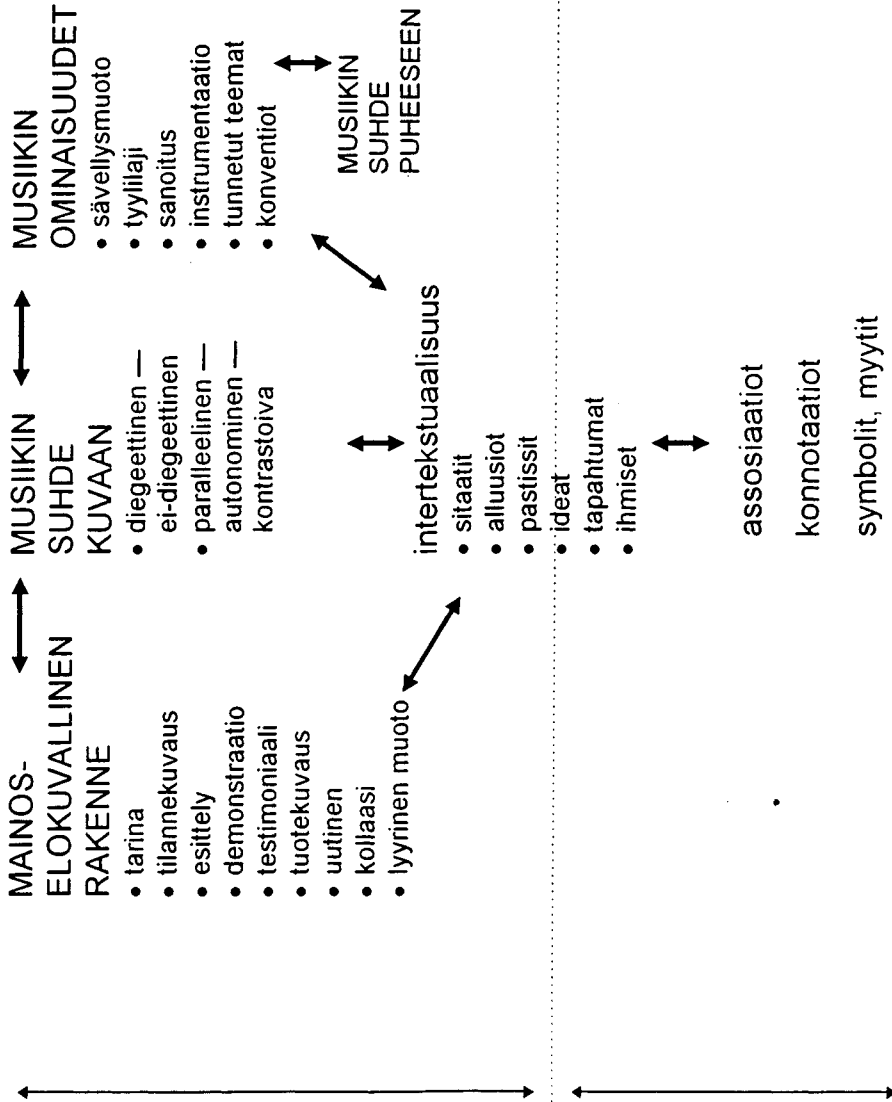 MAINOS-
ELOKUVALLINEN
RAKENNE
• tarina
• tilannekuvaus
• esittely
• demonstraatio
• testimoniaali
• tuotekuvaus
• uutinen
• kollaasi
• lyyrinen muoto
MUSIIKIN
SUHDE
KUVAAN
• diegeettinen —
ei-diegeettinen
• paralleelinen —
autonominen —
kontrastoiva
MUSIIKIN
OMINAISUUDET
• sävellysmuoto
• tyylilaji
• sanoitus
• instrumentaatio
• tunnetut teemat
• konventiot
MUSIIKIN
SUHDE
PUHEESEEN
intertekstuaalisuus
• sitaatit
• alluusiot
• pastissit
• ideat
• tapahtumat
• ihmiset
assosiaatiot
konnotaatiot
symbolit, myytit